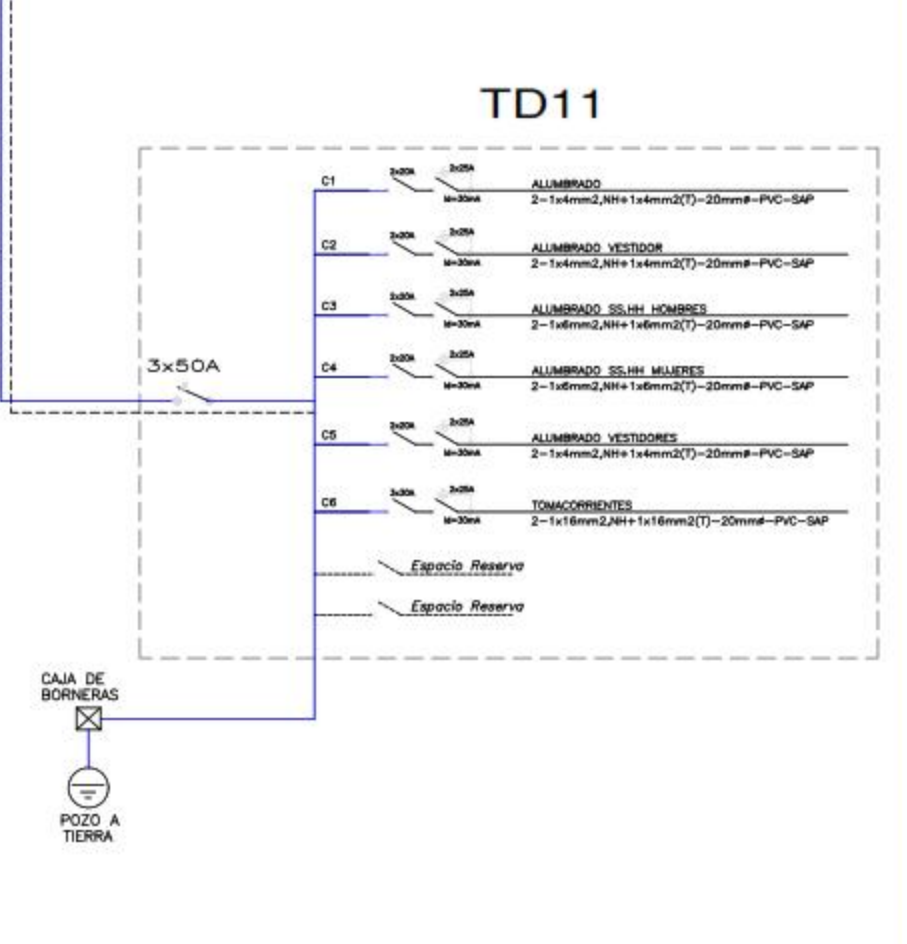 TD11
C1
2x20A
2x25A
Id=30mA
ALUMBRADO
2-1x4mm2,NH+1x4mm2(T)-20mmø-PVC-SAP
C2
2x20A
2x25A
Id=30mA
ALUMBRADO VESTIDOR
2-1x4mm2,NH+1x4mm2(T)-20mmø-PVC-SAP
C3
2x25A
Id=30mA
ALUMBRADO SS.HH HOMBRES
2-1x6mm2,NH+1x6mm2(T)-20mmø-PVC-SAP
3x50A
C4
2x20A
2x25A
Id=30mA
ALUMBRADO SS.HH MUJERES
2-1x6mm2,NH+1x6mm2(T)-20mmø-PVC-SAP
C5
2x20A
2x25A
Id=30mA
ALUMBRADO VESTIDORES
2-1x4mm2,NH+1x4mm2(T)-20mmø-PVC-SAP
C6
2x25A
Id=30mA
TOMACORRIENTES
2-1x16mm2,NH+1x16mm2(T)-20mmø-PVC-SAP
Espacio Reserva
Espacio Reserva
CAJA DE
BORNERAS
POZO A
TIERRA